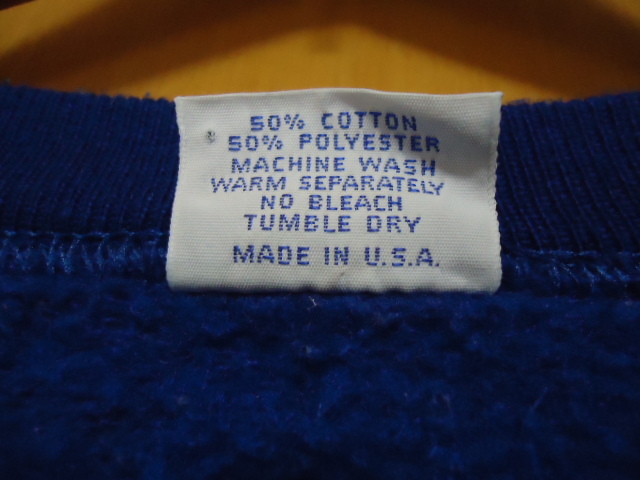 50% COTTON
50% POLYESTER
MACHINE WASH
WARM SEPARATELY
NO BLEACH
TUMBLE DRY
MADE IN U.S.A.